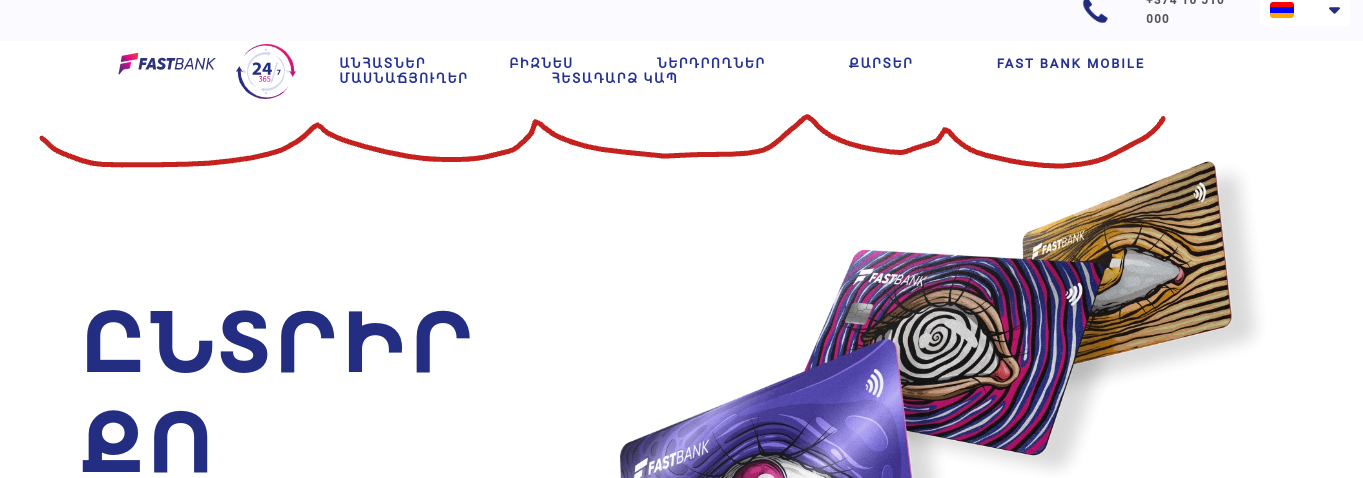 +374 10 510
000
FASTBANK
24/7
365
ԱՆՀԱՏՆԵՐ ԲԻԶՆԵՍ ՆԵՐԴՐՈՂՆԵՐ ՔԱՐՏԵՐ FAST BANK MOBILE
ՄԱՍՆԱՃՅՈՒՂԵՐ ՀԵՏԱԴԱՐՁ ԿԱՊ
ԸՆՏՐԻՐ
ՔՈ
FASTBANK
FASTBANK
FASTBANK